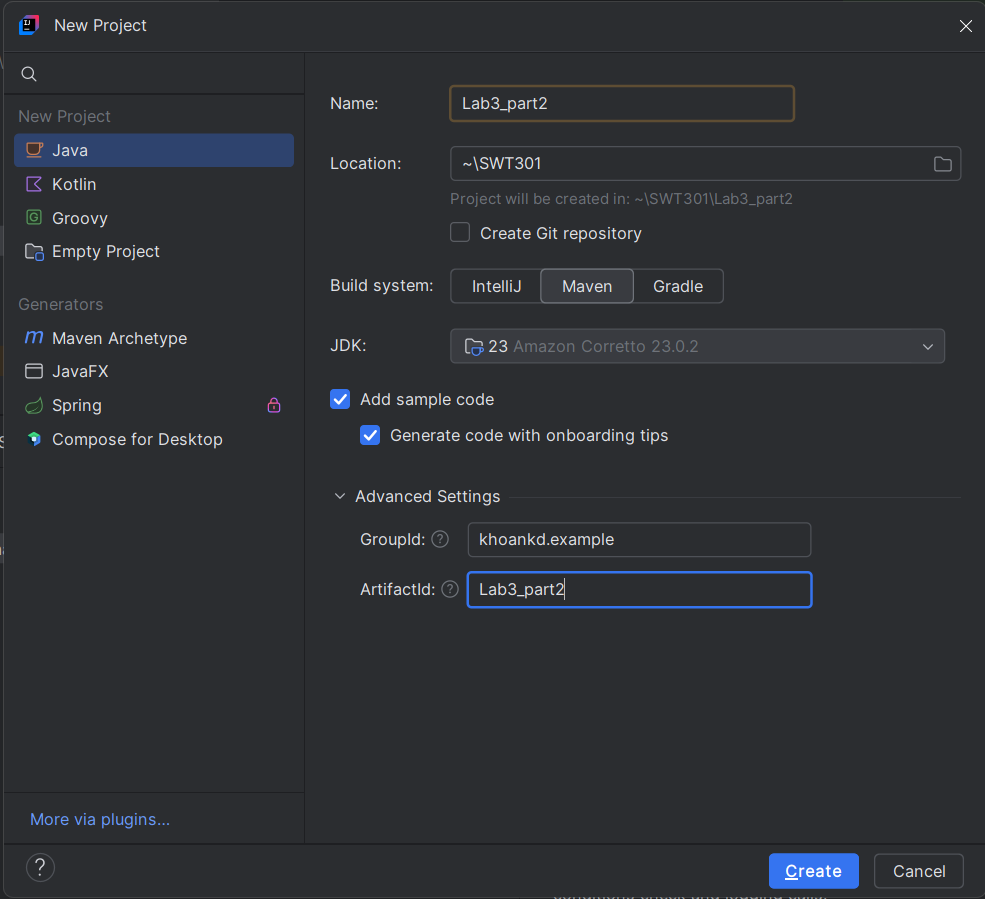 New Project
New Project
Java
Kotlin
Groovy
Empty Project
Generators
Maven Archetype
JavaFX
Spring
Compose for Desktop
More via plugins...
Name: Lab3_part2
Location: ~\SWT301
Project will be created in: ~\SWT301\Lab3_part2
Create Git repository
Build system: IntelliJ Maven Gradle
JDK: 23 Amazon Corretto 23.0.2
Add sample code
Generate code with onboarding tips
Advanced Settings
GroupId: ? khoankd.example
ArtifactId: ? Lab3_part2
? Create Cancel